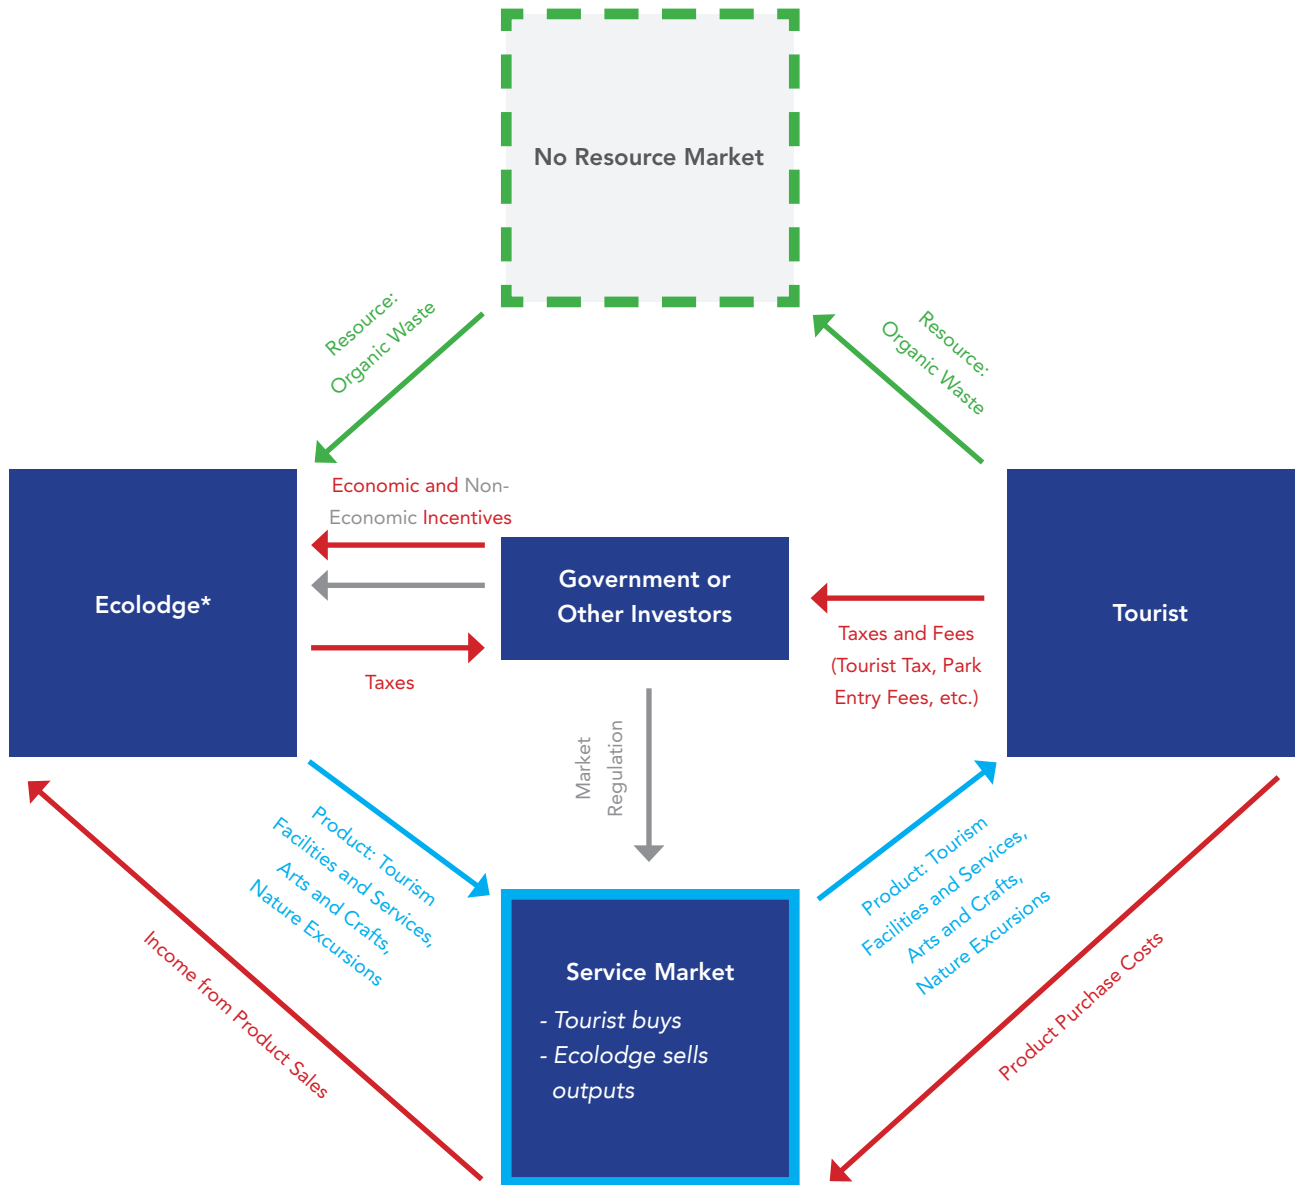 No Resource Market
Resource:
Organic Waste
Resource:
Organic Waste
Economic and Non-
Economic Incentives
Ecolodge*
Government or
Other Investors
Tourist
Taxes
Taxes and Fees
(Tourist Tax, Park
Entry Fees, etc.)
Market
Regulation
Product: Tourism
Facilities and Services,
Arts and Crafts,
Nature Excursions
Product: Tourism
Facilities and Services,
Arts and Crafts,
Nature Excursions
Income from Product Sales
Product Purchase Costs
Service Market
- Tourist buys
- Ecolodge sells
outputs